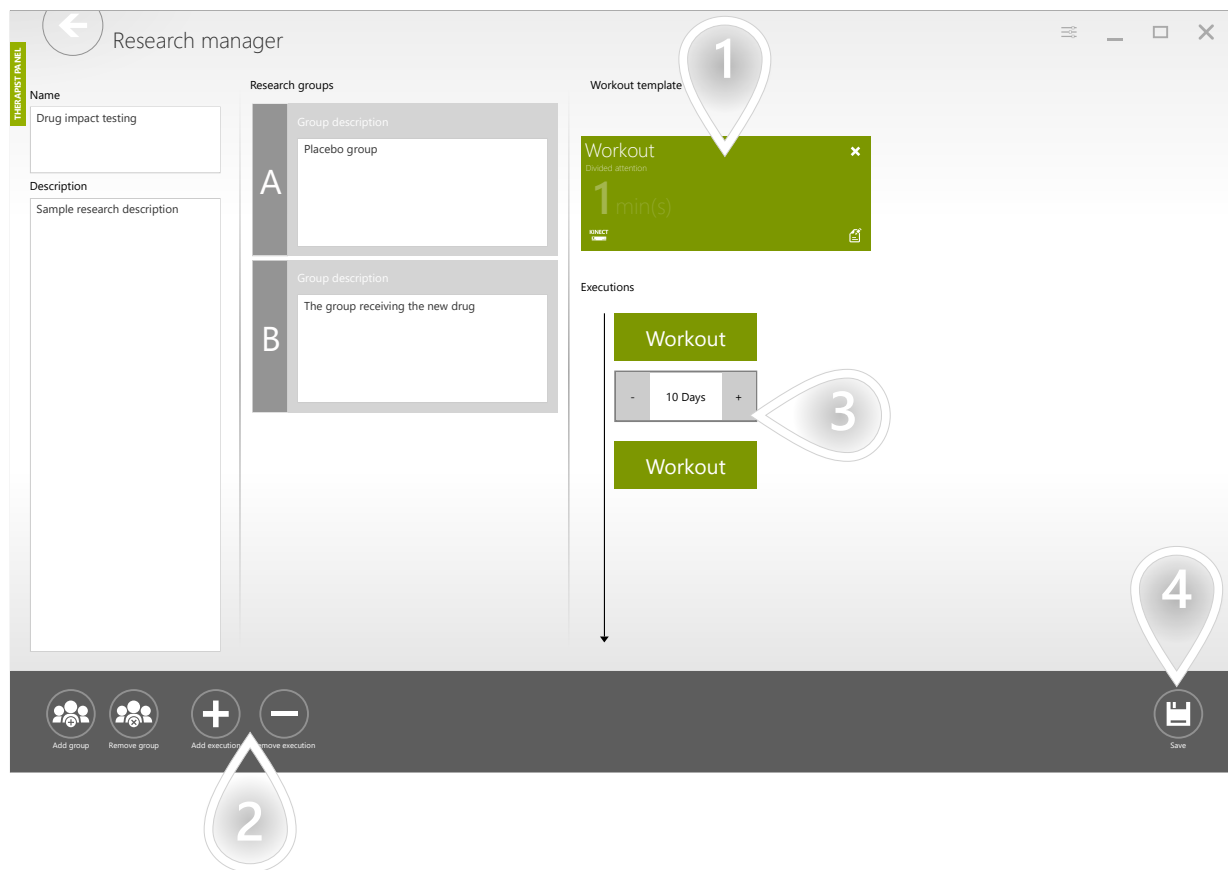 Research manager
THERAPIST PANEL
Name
Drug impact testing
Description
Sample research description
Research groups
A
Group description
Placebo group
B
Group description
The group receiving the new drug
Workout template
1
Workout
Divided attention
1 min(s)
KINECT
Executions
Workout
- 10 Days +
3
Workout
4
Add group
Remove group
Add execution
emove execution
Save
2